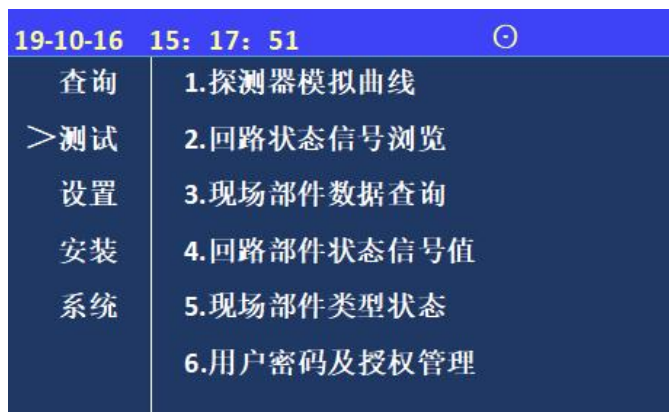 19-10-16 15：17：51
查询
>测试
设置
安装
系统
1.探测器模拟曲线
2.回路状态信号浏览
3.现场部件数据查询
4.回路部件状态信号值
5.现场部件类型状态
6.用户密码及授权管理